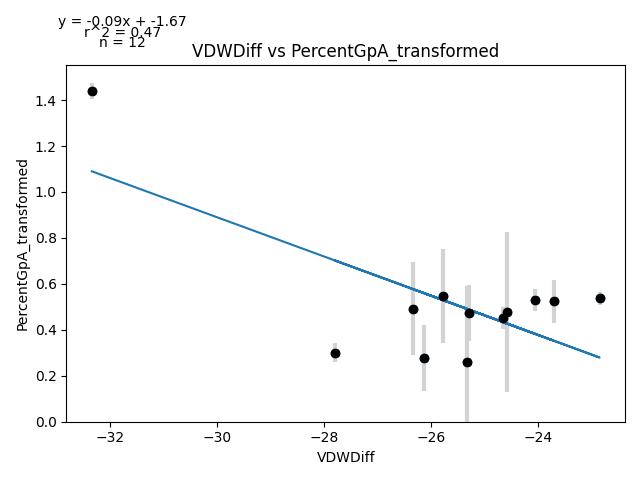 y = -0.09x + -1.67
r^2 = 0.47
n = 12
VDWDiff vs PercentGpA_transformed
PercentGpA_transformed
1.4
1.2
1.0
0.8
0.6
0.4
0.2
0.0
−32
−30
−28
−26
−24
VDWDiff